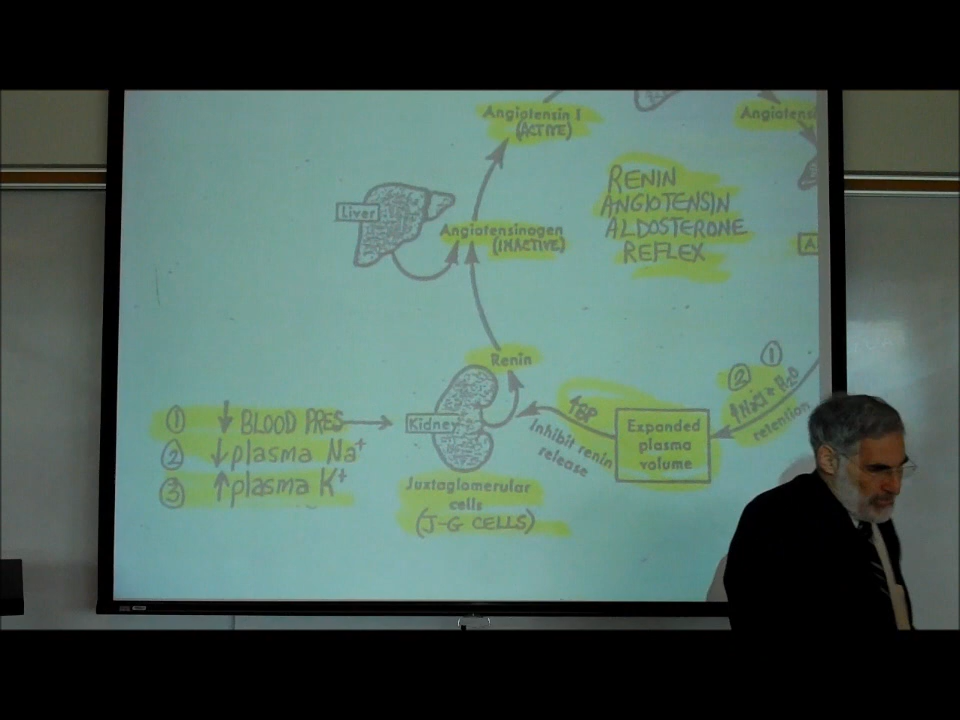 Angiotensin I
(ACTIVE)
Angiotens
RENIN
ANGIOTENSIN
ALDOSTERONE
REFLEX
Liver
Angiotensinogen
(INACTIVE)
A
Renin
① ↓ BLOOD PRES
② ↓ plasma Na+
③ ↑ plasma K+
Kidney
Juxtaglomerular
cells
(J-G CELLS)
↑BP
Inhibit renin
release
Expanded
plasma
volume
② ①
H2O
retention